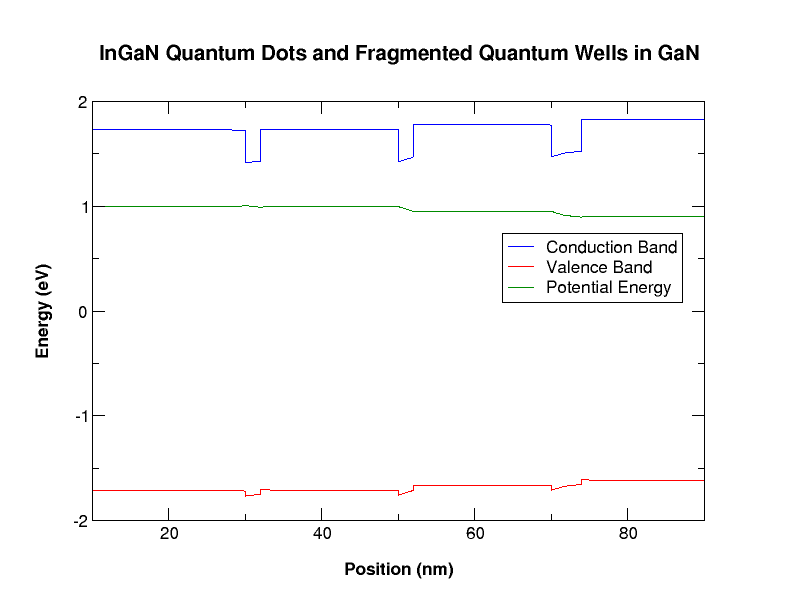 InGaN Quantum Dots and Fragmented Quantum Wells in GaN
2
1
0
-1
-2
Energy (eV)
Conduction Band
Valence Band
Potential Energy
20
40
60
80
Position (nm)